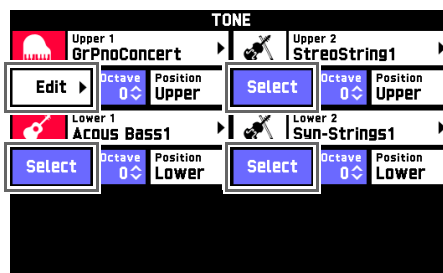 TONE
Upper 1
GrPnoConcert
Upper 2
StreoString1
Edit
Octave
0
Position
Upper
Select
Octave
0
Position
Upper
Lower 1
Acous Bass1
Lower 2
Syn-Strings1
Select
Octave
0
Position
Lower
Select
Octave
0
Position
Lower